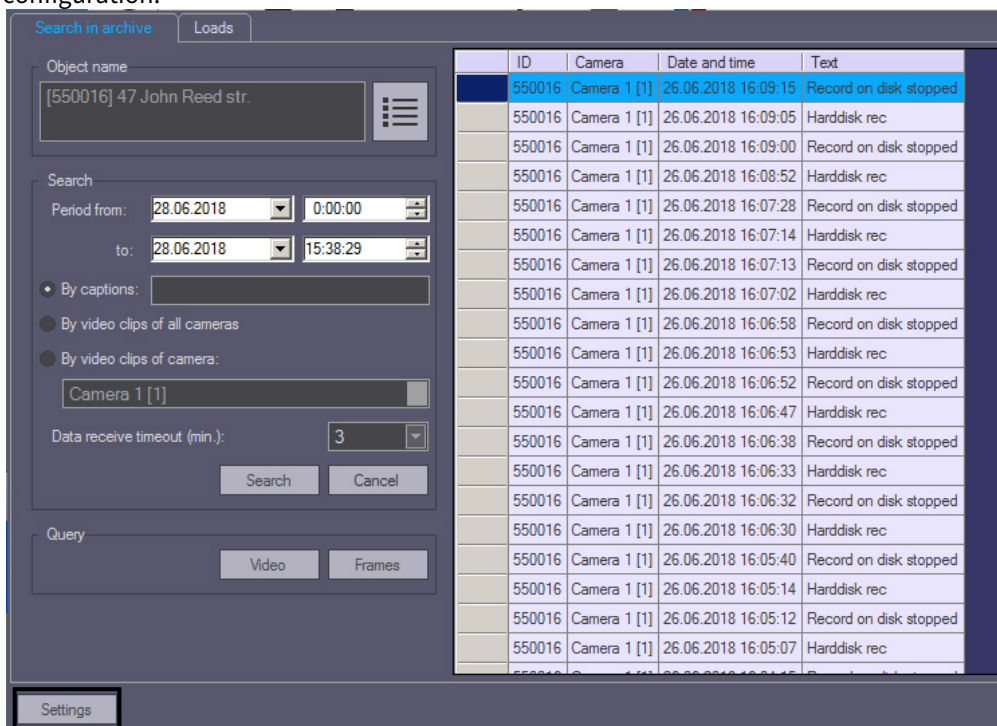 configuration.
Search in archive Loads
Object name
[550016] 47 John Reed str.
Search
Period from: 28.06.2018 0:00:00
to: 28.06.2018 15:38:29
By captions:
By video clips of all cameras
By video clips of camera:
Camera 1 [1]
Data receive timeout (min.): 3
Search Cancel
Query
Video Frames
ID Camera Date and time Text
550016 Camera 1 [1] 26.06.2018 16:09:15 Record on disk stopped
550016 Camera 1 [1] 26.06.2018 16:09:05 Harddisk rec
550016 Camera 1 [1] 26.06.2018 16:09:00 Record on disk stopped
550016 Camera 1 [1] 26.06.2018 16:08:52 Harddisk rec
550016 Camera 1 [1] 26.06.2018 16:07:28 Record on disk stopped
550016 Camera 1 [1] 26.06.2018 16:07:14 Harddisk rec
550016 Camera 1 [1] 26.06.2018 16:07:13 Record on disk stopped
550016 Camera 1 [1] 26.06.2018 16:07:02 Harddisk rec
550016 Camera 1 [1] 26.06.2018 16:06:58 Record on disk stopped
550016 Camera 1 [1] 26.06.2018 16:06:53 Harddisk rec
550016 Camera 1 [1] 26.06.2018 16:06:52 Record on disk stopped
550016 Camera 1 [1] 26.06.2018 16:06:47 Harddisk rec
550016 Camera 1 [1] 26.06.2018 16:06:38 Record on disk stopped
550016 Camera 1 [1] 26.06.2018 16:06:33 Harddisk rec
550016 Camera 1 [1] 26.06.2018 16:06:32 Record on disk stopped
550016 Camera 1 [1] 26.06.2018 16:06:30 Harddisk rec
550016 Camera 1 [1] 26.06.2018 16:05:40 Record on disk stopped
550016 Camera 1 [1] 26.06.2018 16:05:14 Harddisk rec
550016 Camera 1 [1] 26.06.2018 16:05:12 Record on disk stopped
550016 Camera 1 [1] 26.06.2018 16:05:07 Harddisk rec
Settings